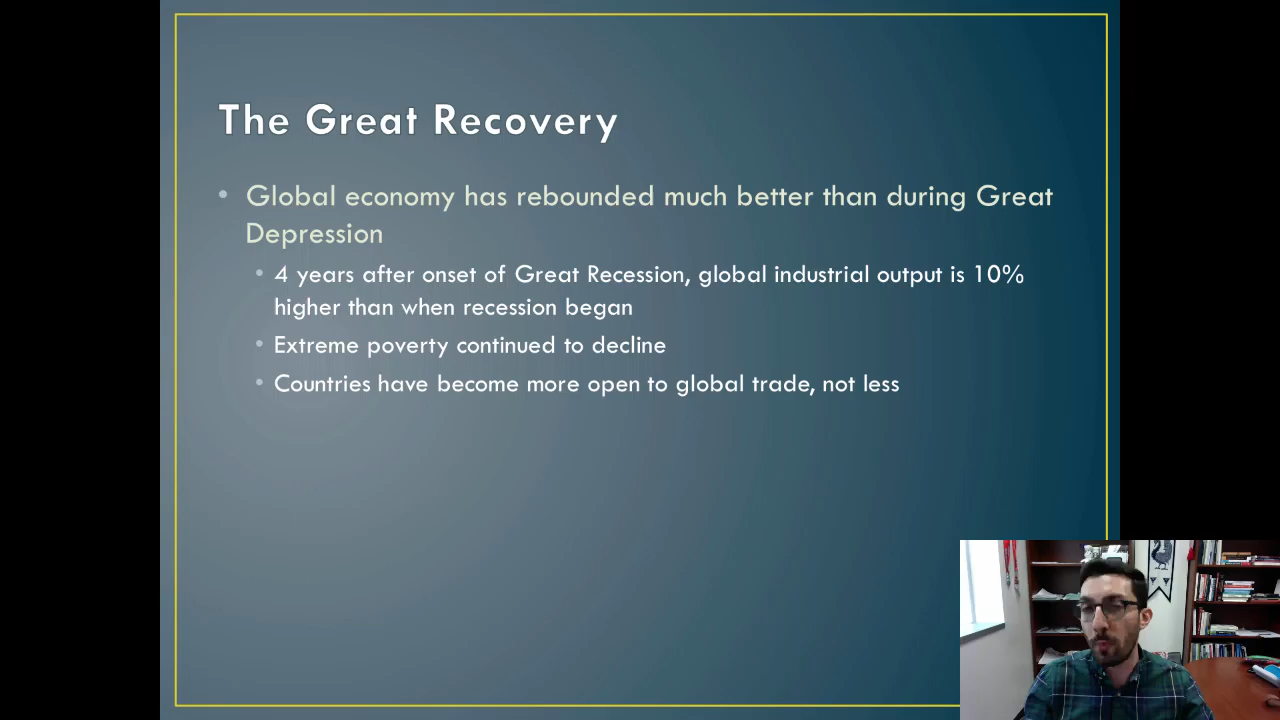 The Great Recovery
• Global economy has rebounded much better than during Great
Depression
• 4 years after onset of Great Recession, global industrial output is 10%
higher than when recession began
• Extreme poverty continued to decline
• Countries have become more open to global trade, not less